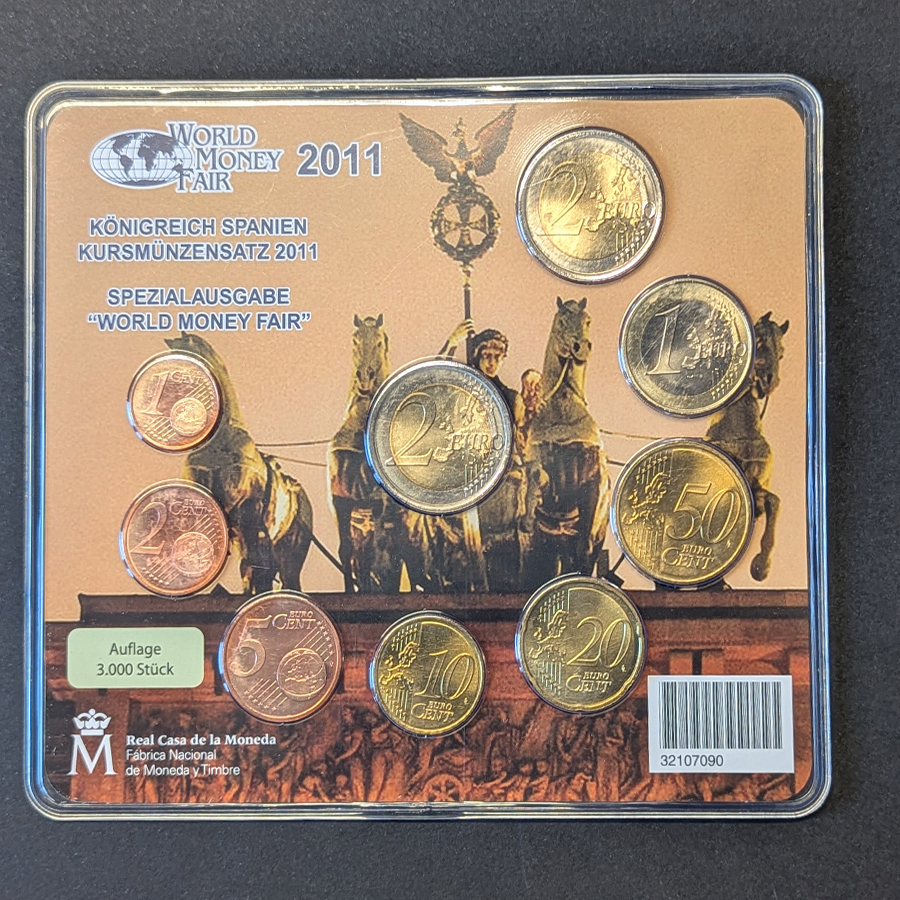 WORLD
MONEY
FAIR
2011
KÖNIGREICH SPANIEN
KURSMÜNZENSATZ 2011
SPEZIALAUSGABE
“WORLD MONEY FAIR”
2 EURO
1 EURO
1 CENT
2 EURO
2 EURO
CENT
50 EURO
CENT
5 EURO
CENT
10 EURO
CENT
20 EURO
CENT
Auflage
3.000 Stück
M
Real Casa de la Moneda
Fábrica Nacional
de Moneda y Timbre
32107090